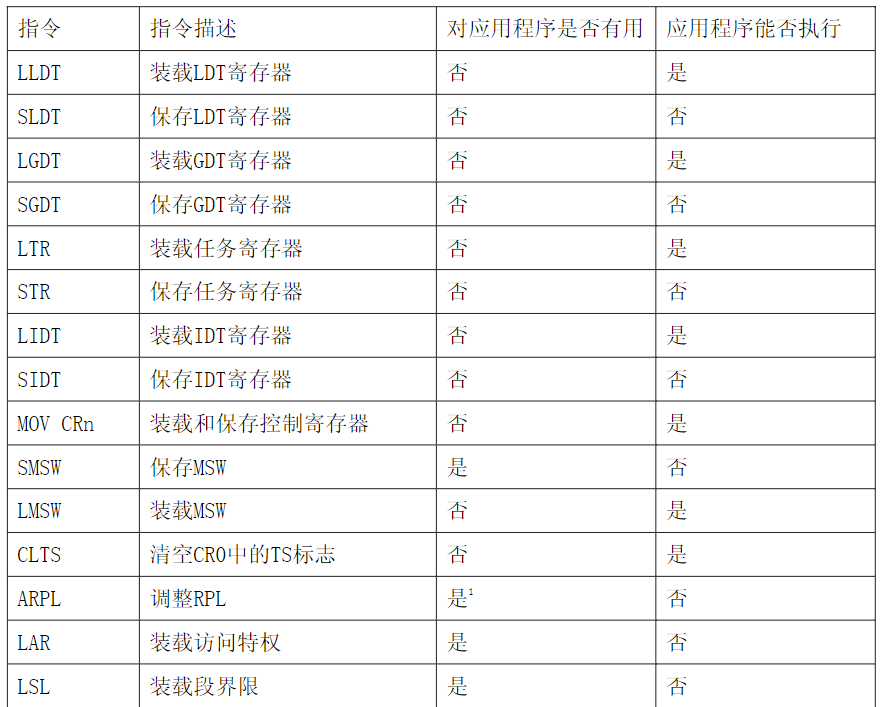 指令 指令描述 对应用程序是否有用 应用程序能否执行
LLDT 装载LDT寄存器 否 是
SLDT 保存LDT寄存器 否 否
LGDT 装载GDT寄存器 否 是
SGDT 保存GDT寄存器 否 否
LTR 装载任务寄存器 否 是
STR 保存任务寄存器 否 否
LIDT 装载IDT寄存器 否 是
SIDT 保存IDT寄存器 否 否
MOV CRn 装载和保存控制寄存器 否 是
SMSW 保存MSW 是 否
LMSW 装载MSW 否 是
CLTS 清空CR0中的TS标志 否 是
ARPL 调整RPL 是¹ 否
LAR 装载访问特权 是 否
LSL 装载段界限 是 否